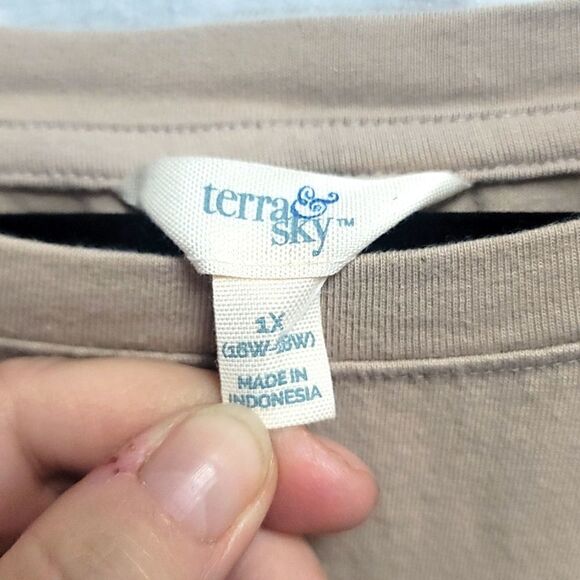 terra &
sky™
1X
(16W-18W)
MADE IN
INDONESIA